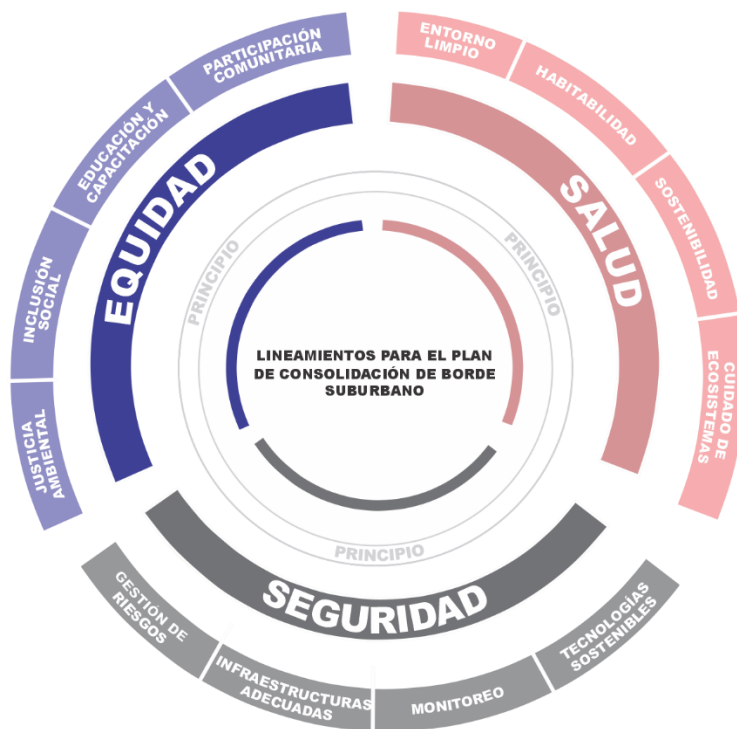 PARTICIPACIÓN
COMUNITARIA
EDUCACIÓN Y
CAPACITACIÓN
INCLUSIÓN
SOCIAL
JUSTICIA
AMBIENTAL
EQUIDAD
PRINCIPIO
ENTORNO
LIMPIO
HABITABILIDAD
SOSTENIBILIDAD
CUIDADO DE
ECOSISTEMAS
SALUD
PRINCIPIO
LINEAMIENTOS PARA EL PLAN
DE CONSOLIDACIÓN DE BORDE
SUBURBANO
PRINCIPIO
SEGURIDAD
GESTIÓN DE
RIESGOS
INFRAESTRUCTURAS
ADECUADAS
MONITOREO
TECNOLOGÍAS
SOSTENIBLES